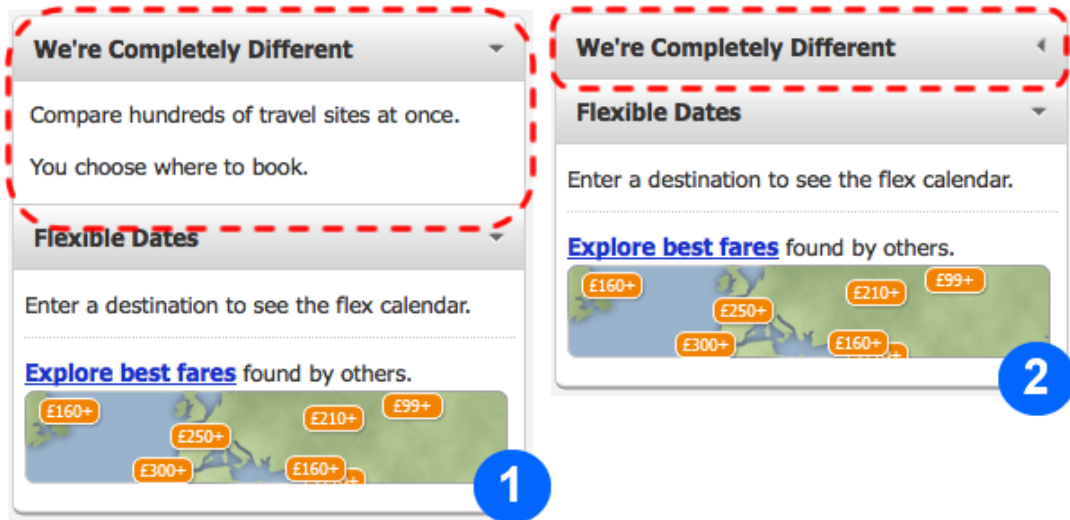 We're Completely Different
Compare hundreds of travel sites at once.
You choose where to book.
Flexible Dates
Enter a destination to see the flex calendar.
Explore best fares found by others.
£160+
£99+
£210+
£250+
£300+
£160+
1
We're Completely Different
Flexible Dates
Enter a destination to see the flex calendar.
Explore best fares found by others.
£160+
£99+
£210+
£250+
£300+
£160+
2